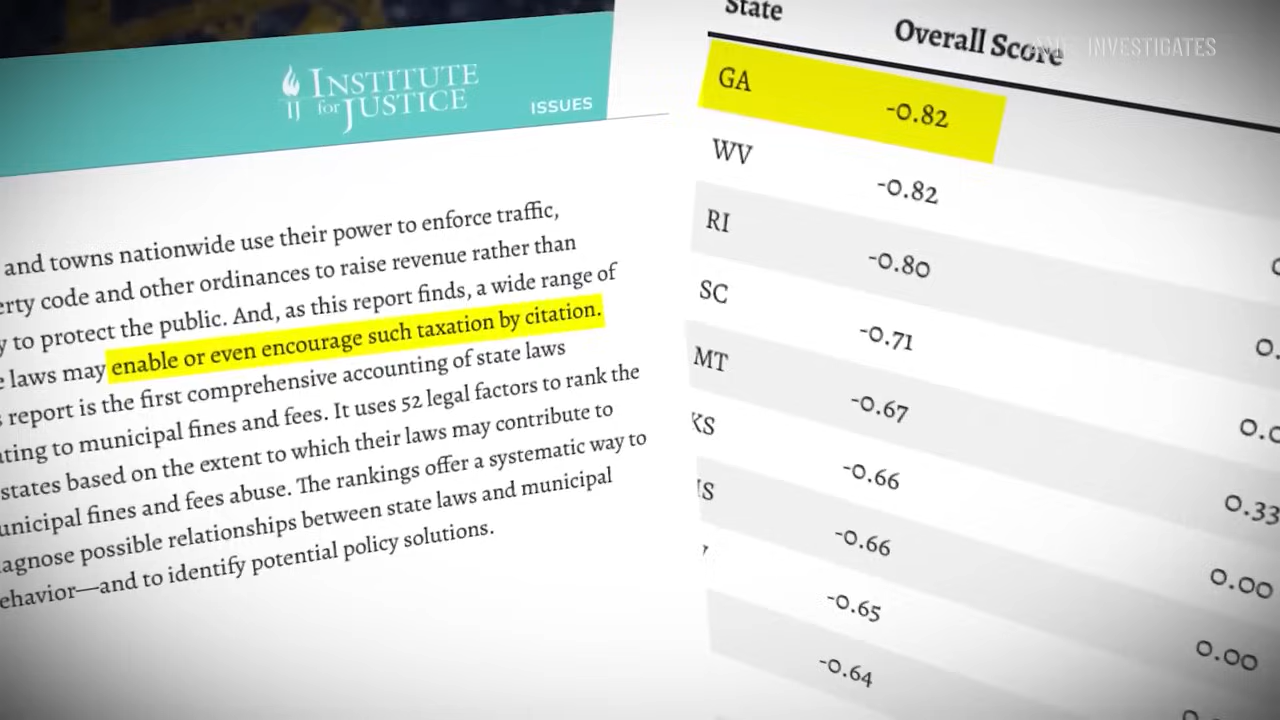 INSTITUTE
IJ for JUSTICE
ISSUES
and towns nationwide use their power to enforce traffic,
code and other ordinances to raise revenue rather than
to protect the public. And, as this report finds, a wide range of
laws may enable or even encourage such taxation by citation.
report is the first comprehensive accounting of state laws
to municipal fines and fees. It uses 52 legal factors to rank the
states based on the extent to which their laws may contribute to
fines and fees abuse. The rankings offer a systematic way to
possible relationships between state laws and municipal
and to identify potential policy solutions.
State Overall Score
INVESTIGATES
GA -0.82
WV -0.82
RI -0.80
SC -0.71
MT -0.67
KS -0.66 0.33
-0.66 0.00
-0.65 0.00
-0.64